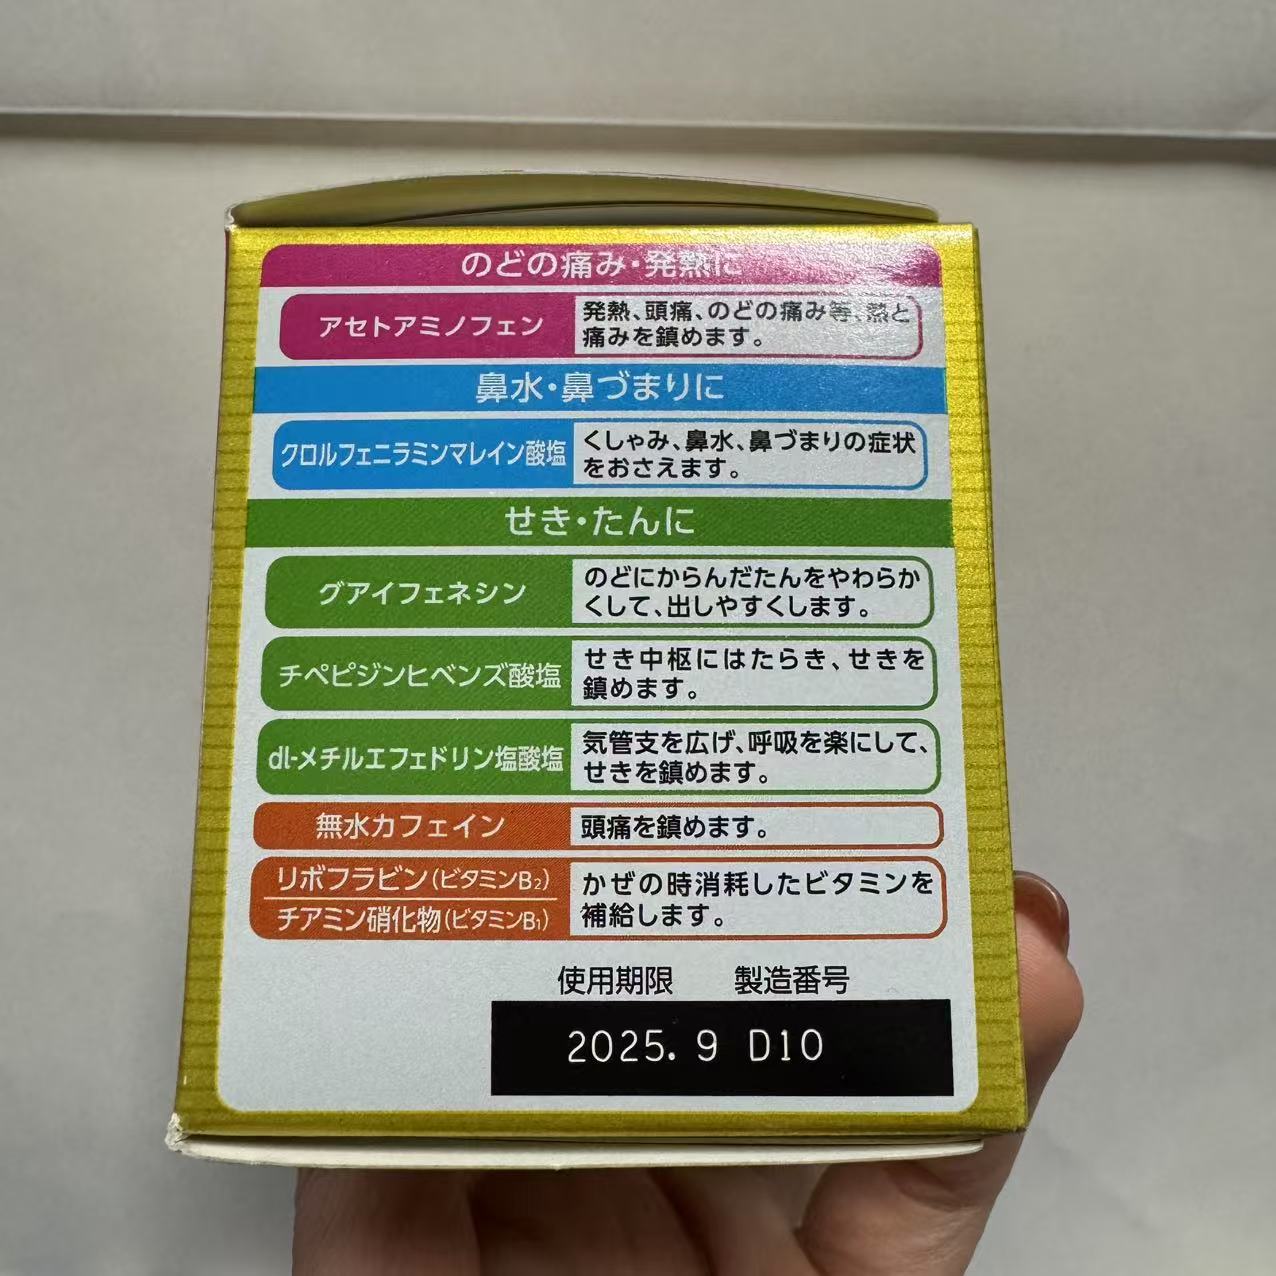 のどの痛み・発熱に
アセトアミノフェン
発熱、頭痛、のどの痛み等、熱と
痛みを鎮めます。
鼻水・鼻づまりに
クロルフェニラミンマレイン酸塩
くしゃみ、鼻水、鼻づまりの症状
をおさえます。
せき・たんに
グアイフェネシン
のどにからんだたんをやわらか
くして、出しやすくします。
チペピジンヒベンズ酸塩
せき中枢にはたらき、せきを
鎮めます。
dl-メチルエフェドリン塩酸塩
気管支を広げ、呼吸を楽にして、
せきを鎮めます。
無水カフェイン
頭痛を鎮めます。
リボフラビン(ビタミンB₂)
チアミン硝化物(ビタミンB₁)
かぜの時消耗したビタミンを
補給します。
使用期限 製造番号
2025. 9 D10